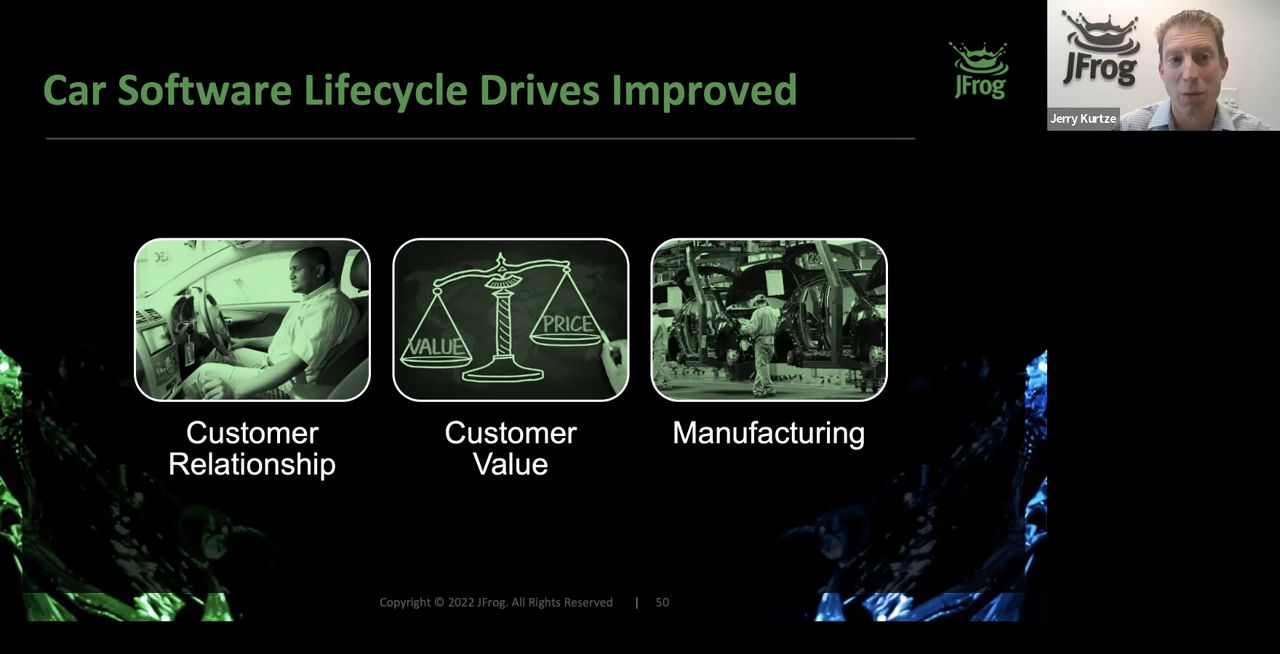 Car Software Lifecycle Drives Improved
JFrog
JFrog
Jerry Kurtze
VALUE
PRICE
Customer
Relationship
Customer
Value
Manufacturing
Copyright © 2022 JFrog. All Rights Reserved | 50